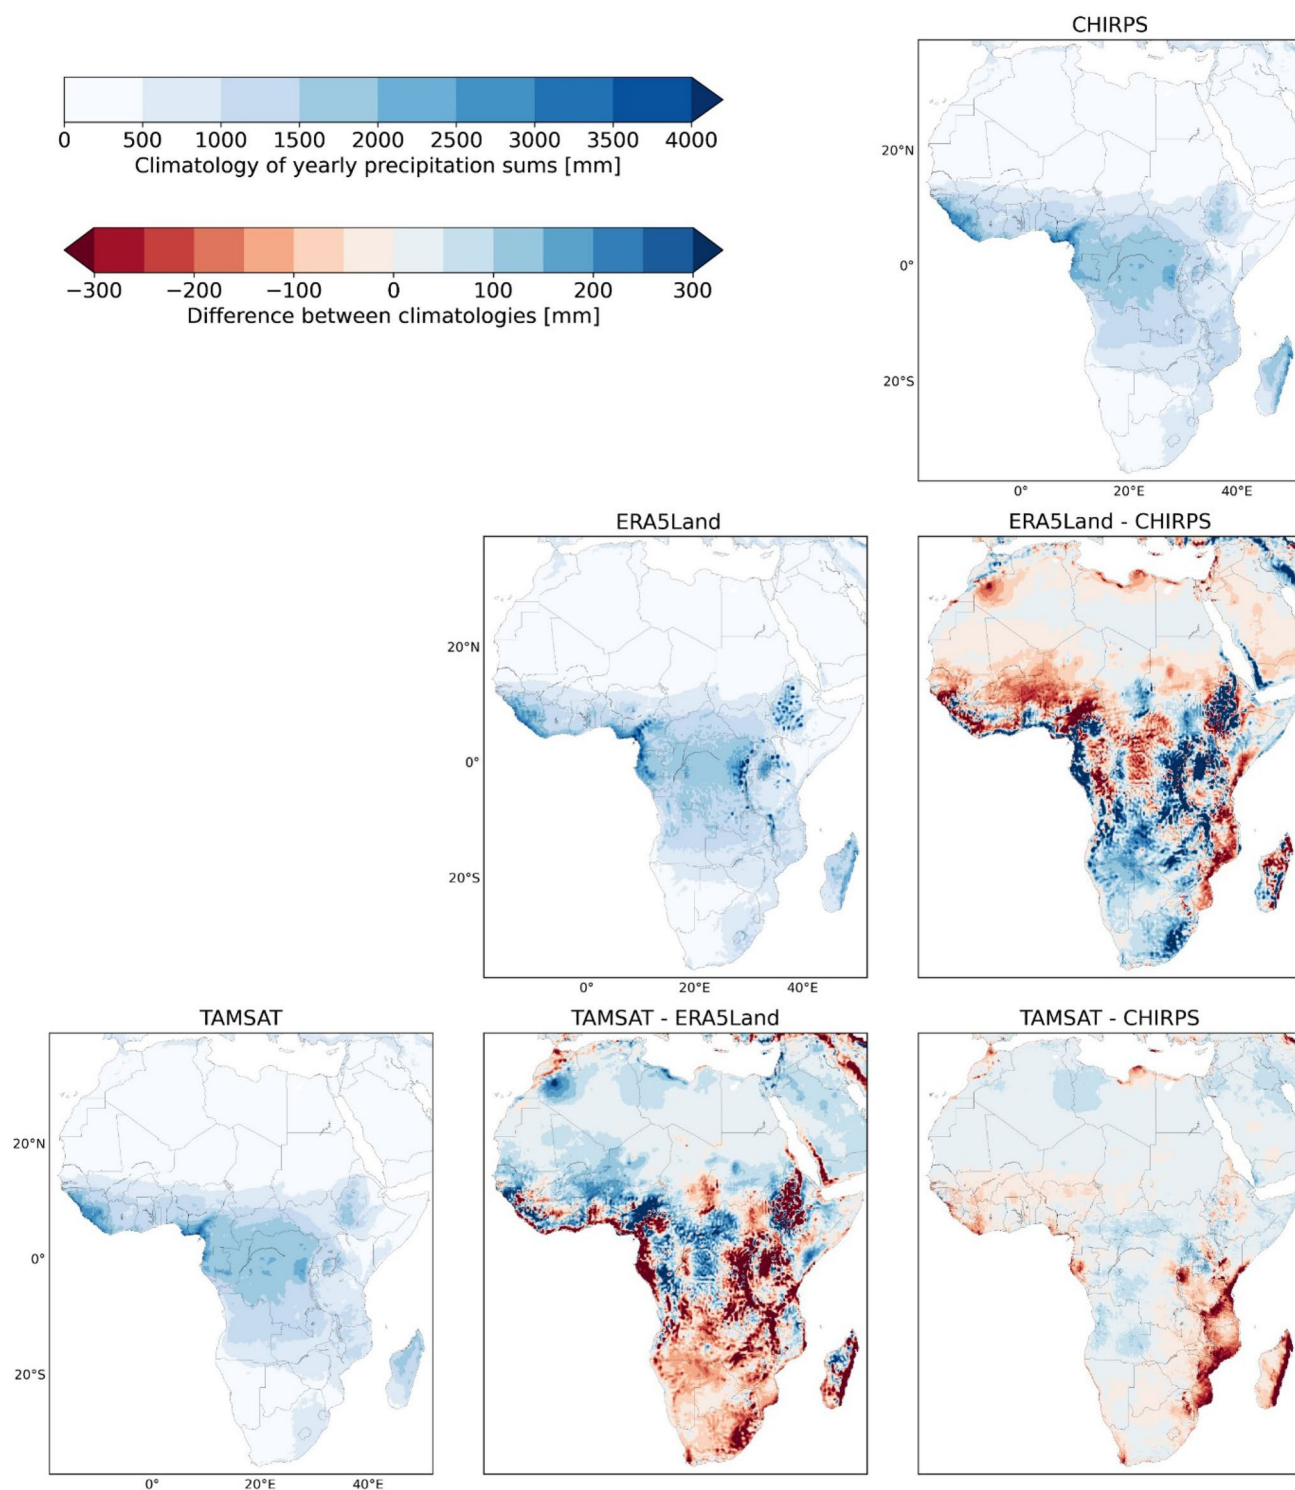 CHIRPS
0 500 1000 1500 2000 2500 3000 3500 4000
Climatology of yearly precipitation sums [mm]
−300 −200 −100 0 100 200 300
Difference between climatologies [mm]
20°N
0°
20°S
0° 20°E 40°E
ERA5Land
ERA5Land - CHIRPS
20°N
0°
20°S
0° 20°E 40°E
TAMSAT
TAMSAT - ERA5Land
TAMSAT - CHIRPS
20°N
0°
20°S
0° 20°E 40°E